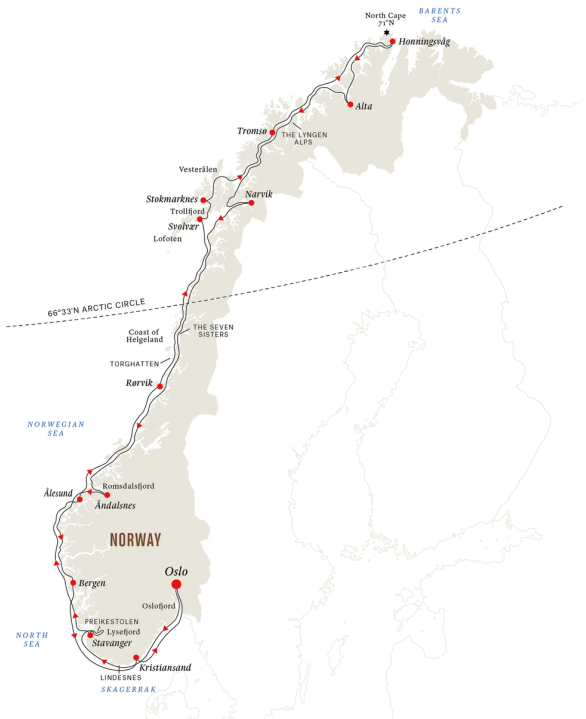 BARENTS
SEA
North Cape
71°N
Honningsvåg
Alta
Tromsø
THE LYNGEN
ALPS
Vesterålen
Stokmarknes
Narvik
Trollfjord
Svolvær
Lofoten
66°33'N ARCTIC CIRCLE
Coast of
Helgeland
THE SEVEN
SISTERS
TORGHATTEN
Rørvik
NORWEGIAN
SEA
Romsdalsfjord
Ålesund
Åndalsnes
NORWAY
Oslo
Bergen
Oslofjord
PREIKESTOLEN
Lysefjord
NORTH
SEA
Stavanger
Kristiansand
LINDESNES
SKAGERRAK